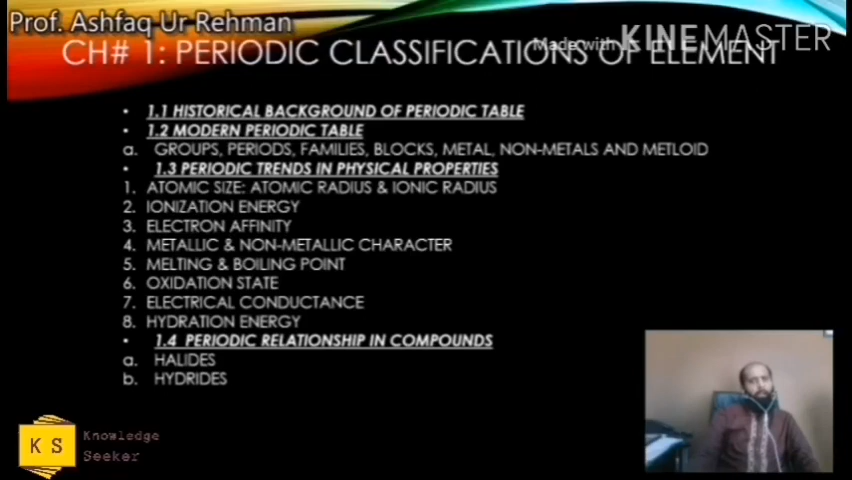 Prof. Ashfaq Ur Rehman
Made with KINEMASTER
CH# 1: PERIODIC CLASSIFICATIONS OF ELEMENT
• 1.1 HISTORICAL BACKGROUND OF PERIODIC TABLE
• 1.2 MODERN PERIODIC TABLE
a. GROUPS, PERIODS, FAMILIES, BLOCKS, METAL, NON-METALS AND METLOID
• 1.3 PERIODIC TRENDS IN PHYSICAL PROPERTIES
1. ATOMIC SIZE: ATOMIC RADIUS & IONIC RADIUS
2. IONIZATION ENERGY
3. ELECTRON AFFINITY
4. METALLIC & NON-METALLIC CHARACTER
5. MELTING & BOILING POINT
6. OXIDATION STATE
7. ELECTRICAL CONDUCTANCE
8. HYDRATION ENERGY
• 1.4 PERIODIC RELATIONSHIP IN COMPOUNDS
a. HALIDES
b. HYDRIDES
K S
Knowledge
Seeker